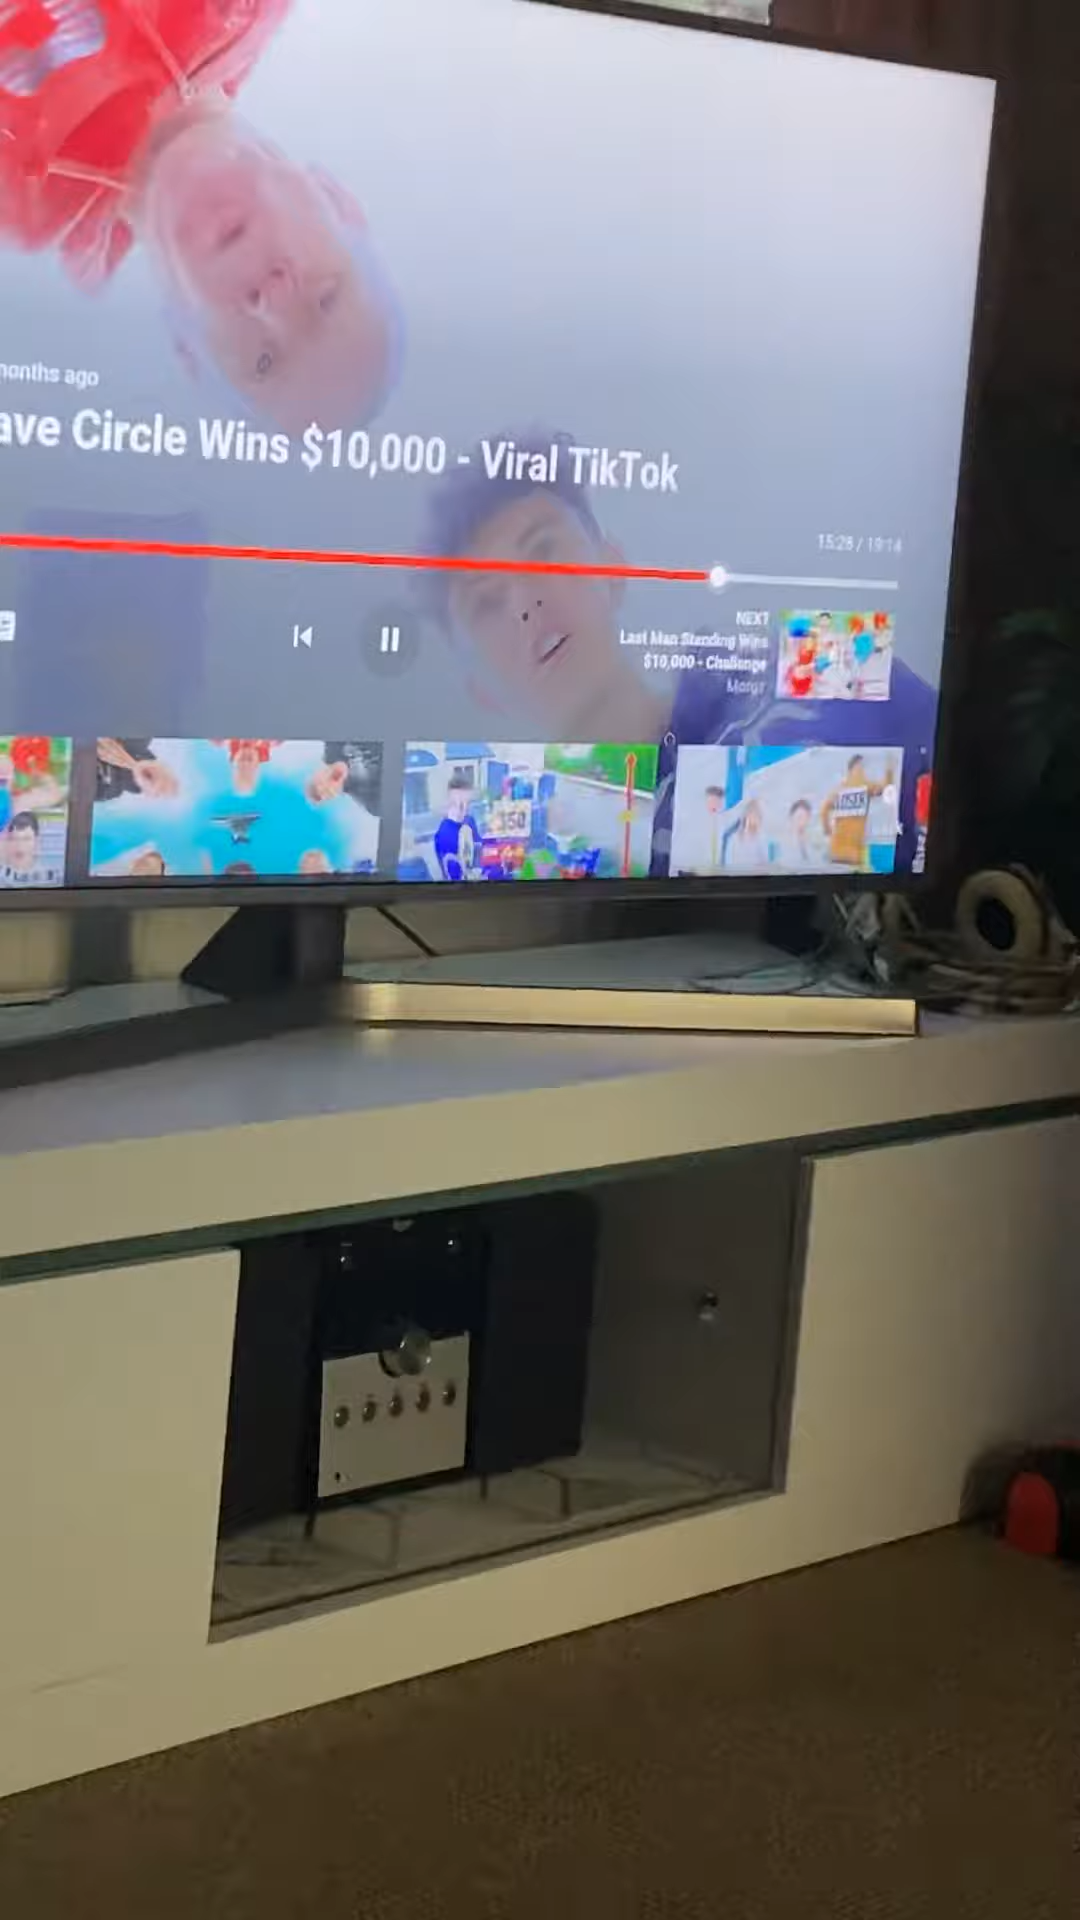 months ago
ave Circle Wins $10,000 - Viral TikTok
15:28 / 19:14
NEXT
Last Man Standing Wins
$10,000 - Challenge
350
LOSER